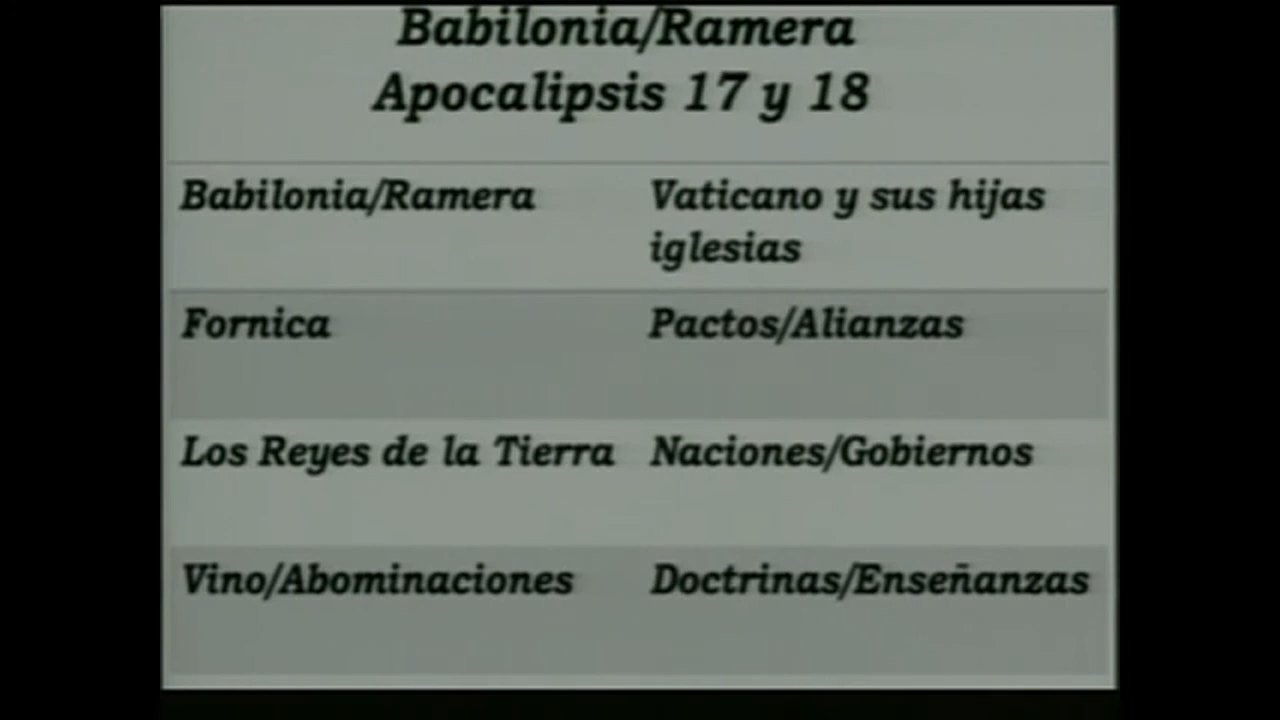 Babilonia/Ramera
Apocalipsis 17 y 18
Babilonia/Ramera
Vaticano y sus hijas
iglesias
Fornica
Pactos/Alianzas
Los Reyes de la Tierra
Naciones/Gobiernos
Vino/Abominaciones
Doctrinas/Enseñanzas